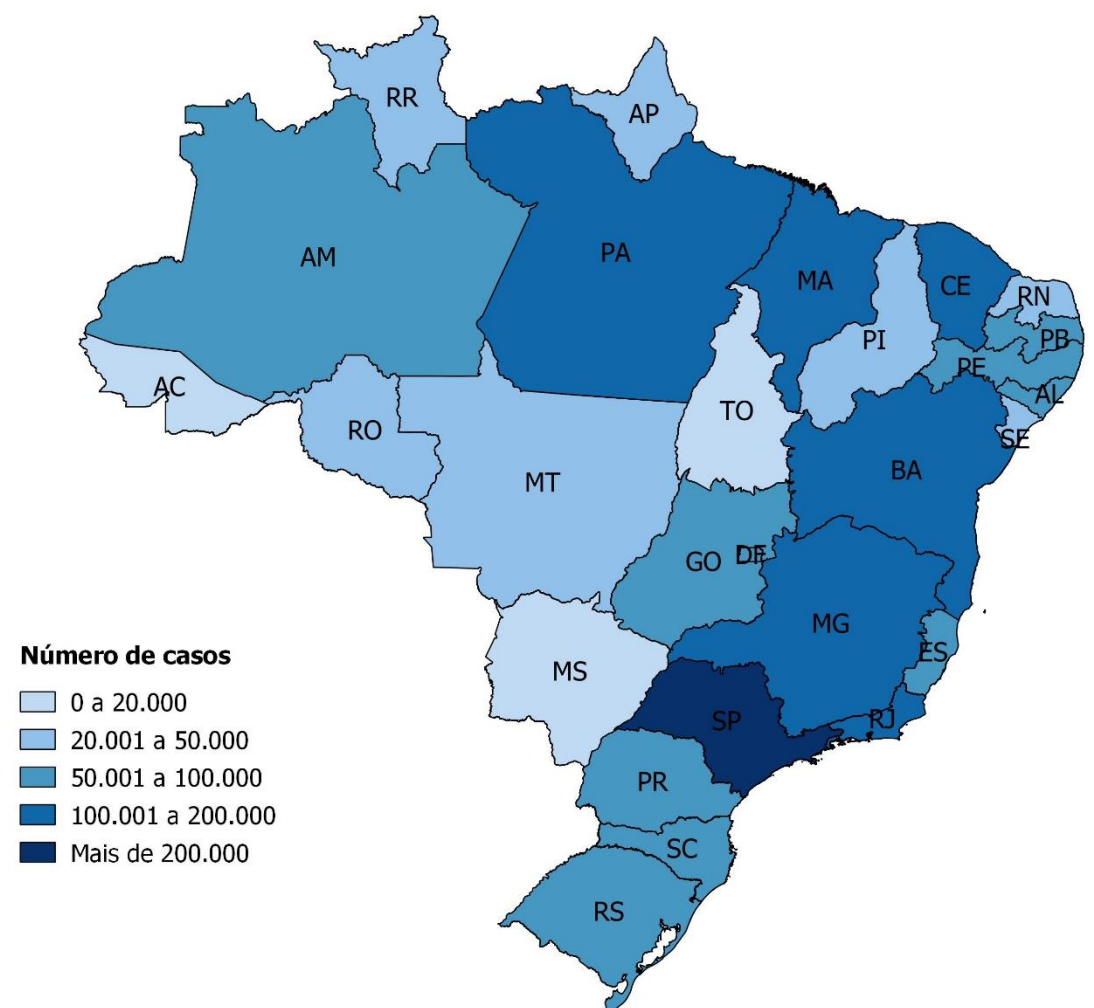 RR
AP
AM
PA
MA
CE
RN
PI
PB
PE
AC
AL
TO
RO
SE
BA
MT
GO
DF
MG
Número de casos
ES
MS
0 a 20.000
SP
RJ
20.001 a 50.000
50.001 a 100.000
PR
100.001 a 200.000
Mais de 200.000
SC
RS